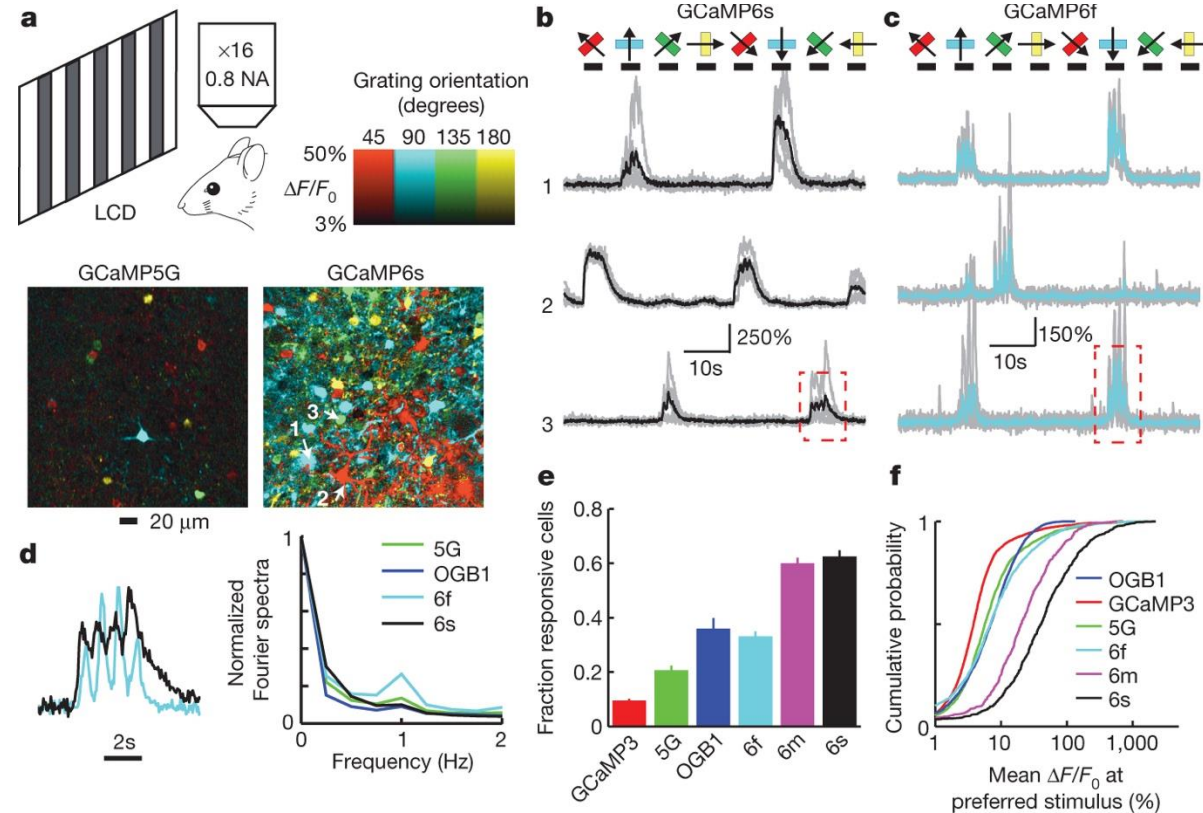 a
×16
0.8 NA
LCD
Grating orientation
(degrees)
45 90 135 180
50%
ΔF/F0
3%
GCaMP5G
GCaMP6s
1
3
2
20 μm
b
GCaMP6s
1
2
3
250%
10s
c
GCaMP6f
150%
10s
d
2s
Normalized
Fourier spectra
1
0
5G
OGB1
6f
6s
0 1 2
Frequency (Hz)
e
Fraction responsive cells
0.8
0.6
0.4
0.2
0
GCaMP3
5G
OGB1
6f
6m
6s
f
Cumulative probability
1
0
OGB1
GCaMP3
5G
6f
6m
6s
1 10 100 1,000
Mean ΔF/F0 at
preferred stimulus (%)